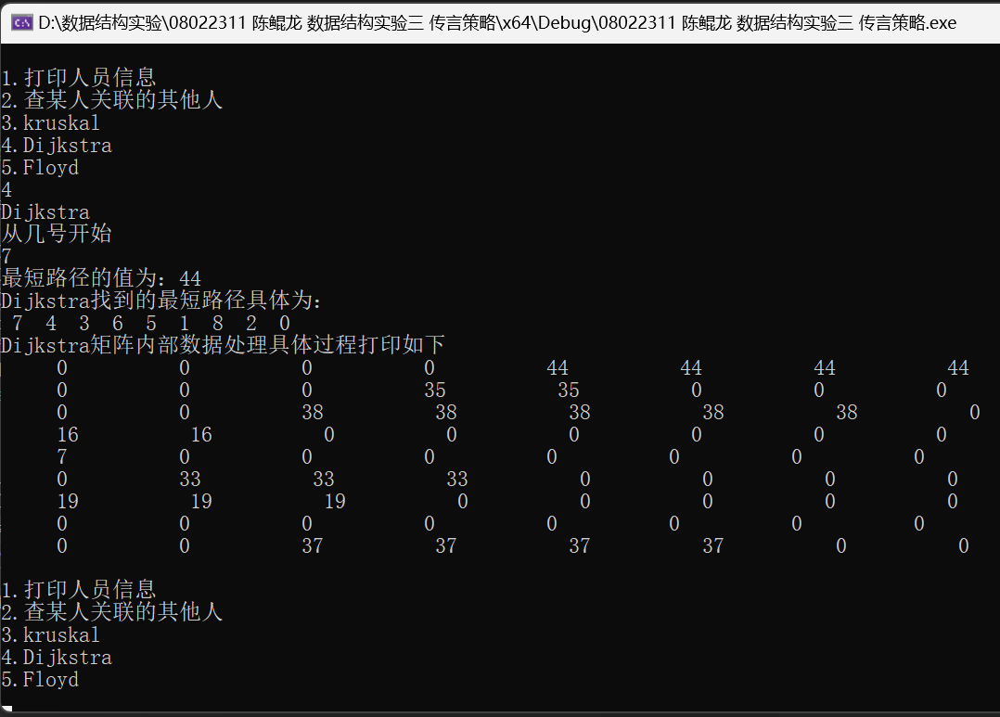 D:\数据结构实验\08022311 陈鲲龙 数据结构实验三 传言策略\x64\Debug\08022311 陈鲲龙 数据结构实验三 传言策略.exe
1.打印人员信息
2.查某人关联的其他人
3.kruskal
4.Dijkstra
5.Floyd
4
Dijkstra
从几号开始
7
最短路径的值为: 44
Dijkstra找到的最短路径具体为:
7 4 3 6 5 1 8 2 0
Dijkstra矩阵内部数据处理具体过程打印如下
0 0 0 0 44 44 44 44
0 0 0 35 35 0 0 0
0 0 38 38 38 38 38 0
16 16 0 0 0 0 0 0
7 0 0 0 0 0 0 0
0 33 33 33 0 0 0 0
19 19 19 0 0 0 0 0
0 0 0 0 0 0 0 0
0 0 37 37 37 37 0 0
1.打印人员信息
2.查某人关联的其他人
3.kruskal
4.Dijkstra
5.Floyd